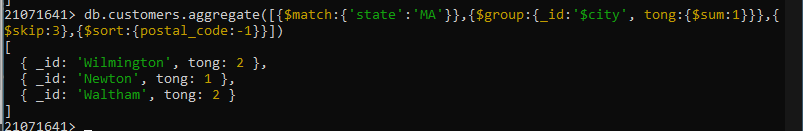 21071641> db.customers.aggregate([{$match:{'state':'MA'}},{$group:{_id:'$city', tong:{$sum:1}}},{
$skip:3},{$sort:{postal_code:-1}}])
[
  { _id: 'Wilmington', tong: 2 },
  { _id: 'Newton', tong: 1 },
  { _id: 'Waltham', tong: 2 }
]
21071641> _